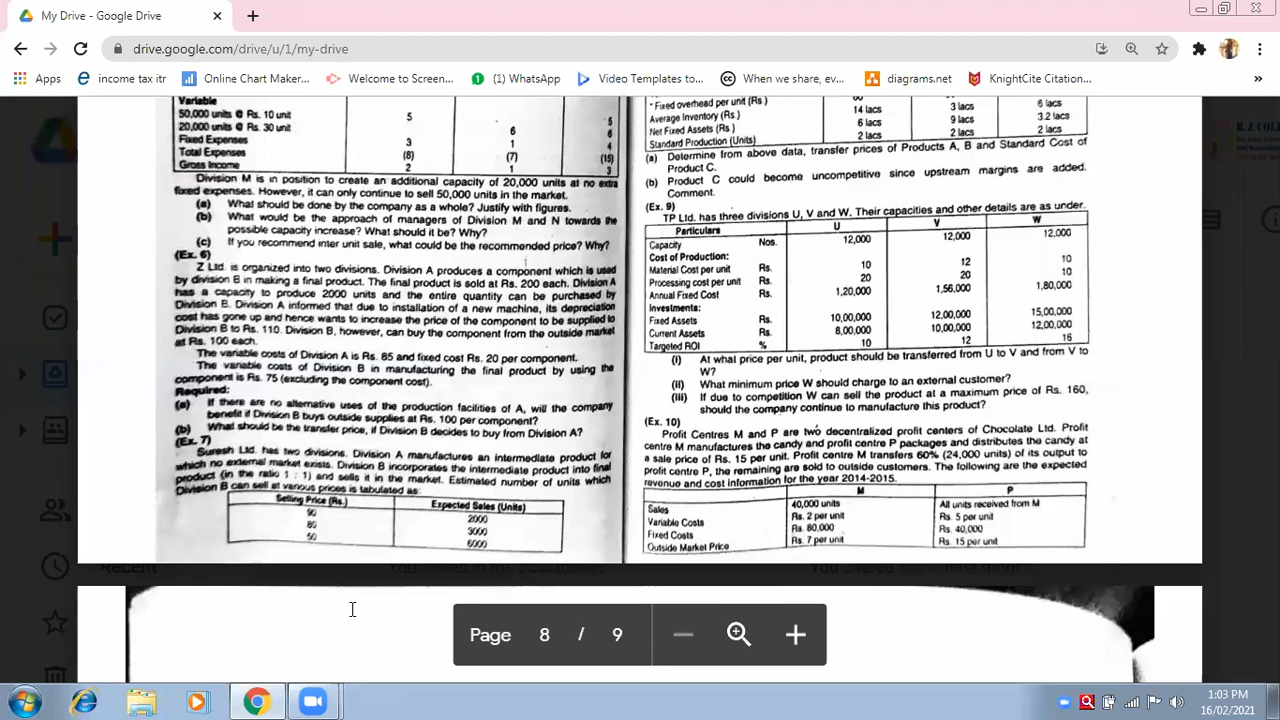 My Drive - Google Drive
drive.google.com/drive/u/1/my-drive
Apps income tax itr Online Chart Maker... Welcome to Screen... (1) WhatsApp Video Templates to... When we share, ev... diagrams.net KnightCite Citation... »
Variable
50,000 units @ Rs. 10 unit 5 5
20,000 units @ Rs. 30 unit 6 6
Fixed Expenses 3 1 4
Total Expenses (8) (7) (15)
Gross Income 2 1 3
Division M is in position to create an additional capacity of 20,000 units at no extra
fixed expenses. However, it can only continue to sell 50,000 units in the market.
(a) What should be done by the company as a whole? Justify with figures.
(b) What would be the approach of managers of Division M and N towards the
possible capacity increase? What should it be? Why?
(c) If you recommend inter unit sale, what could be the recommended price? Why?
(Ex. 6)
Z Ltd. is organized into two divisions. Division A produces a component which is used
by division B in making a final product. The final product is sold at Rs. 200 each. Division A
has a capacity to produce 2000 units and the entire quantity can be purchased by
Division B. Division A informed that due to installation of a new machine, its depreciation
cost has gone up and hence wants to increase the price of the component to be supplied to
Division B to Rs. 110. Division B, however, can buy the component from the outside market
at Rs. 100 each.
The variable costs of Division A is Rs. 85 and fixed cost Rs. 20 per component.
The variable costs of Division B in manufacturing the final product by using the
component is Rs. 75 (excluding the component cost).
Required:
(a) If there are no alternative uses of the production facilities of A, will the company
benefit if Division B buys outside supplies at Rs. 100 per component?
(b) What should be the transfer price, if Division B decides to buy from Division A?
(Ex. 7)
Suresh Ltd. has two divisions. Division A manufactures an intermediate product for
which no external market exists. Division B incorporates the intermediate product into final
product (in the ratio 1 : 1) and sells it in the market. Estimated number of units which
Division B can sell at various prices is tabulated as:
Selling Price (Rs.) Expected Sales (Units)
90 2000
80 3000
50 6000
* Fixed overhead per unit (Rs ) 60 3 lacs 6 lacs
Average Inventory (Rs ) 14 lacs 9 lacs 3.2 lacs
Net Fixed Assets (Rs ) 6 lacs 2 lacs 2 lacs
Standard Production (Units) 2 lacs
(a) Determine from above data, transfer prices of Products A, B and Standard Cost of
Product C.
(b) Product C could become uncompetitive since upstream margins are added.
Comment.
(Ex. 9)
TP Ltd. has three divisions U, V and W. Their capacities and other details are as under.
Particulars U V W
Capacity Nos. 12,000 12,000 12,000
Cost of Production:
Material Cost per unit Rs. 10 12 10
Processing cost per unit Rs. 20 20 10
Annual Fixed Cost Rs. 1,20,000 1,56,000 1,80,000
Investments:
Fixed Assets Rs. 10,00,000 12,00,000 15,00,000
Current Assets Rs. 8,00,000 10,00,000 12,00,000
Targeted ROI % 10 12 16
(i) At what price per unit, product should be transferred from U to V and from V to
W?
(ii) What minimum price W should charge to an external customer?
(iii) If due to competition W can sell the product at a maximum price of Rs. 160,
should the company continue to manufacture this product?
(Ex. 10)
Profit Centres M and P are two decentralized profit centers of Chocolate Ltd. Profit
centre M manufactures the candy and profit centre P packages and distributes the candy at
a sale price of Rs. 15 per unit. Profit centre M transfers 60% (24,000 units) of its output to
profit centre P, the remaining are sold to outside customers. The following are the expected
revenue and cost information for the year 2014-2015.
M P
Sales 40,000 units All units received from M
Variable Costs Rs. 2 per unit Rs. 5 per unit
Fixed Costs Rs. 80,000 Rs. 40,000
Outside Market Price Rs. 7 per unit Rs. 15 per unit
Recent
Page 8 / 9
1:03 PM
16/02/2021